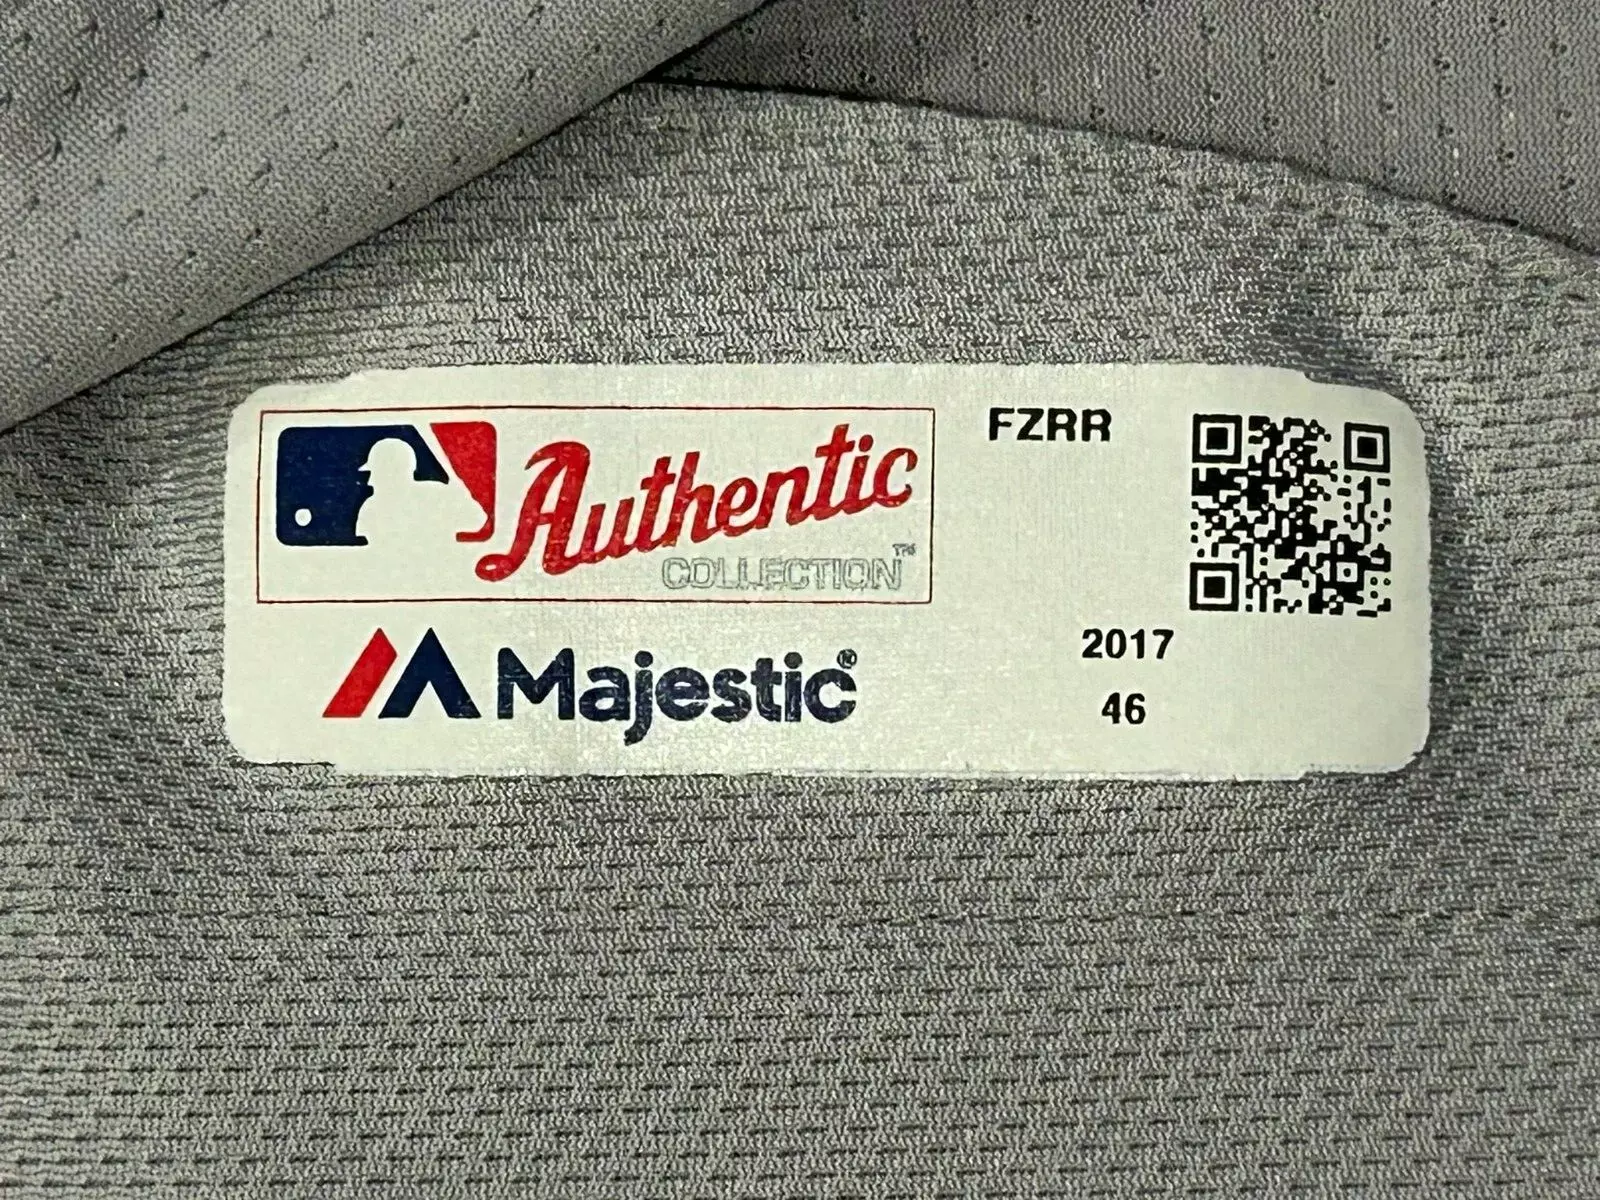 Authentic
COLLECTION™
Majestic®
FZRR
2017
46